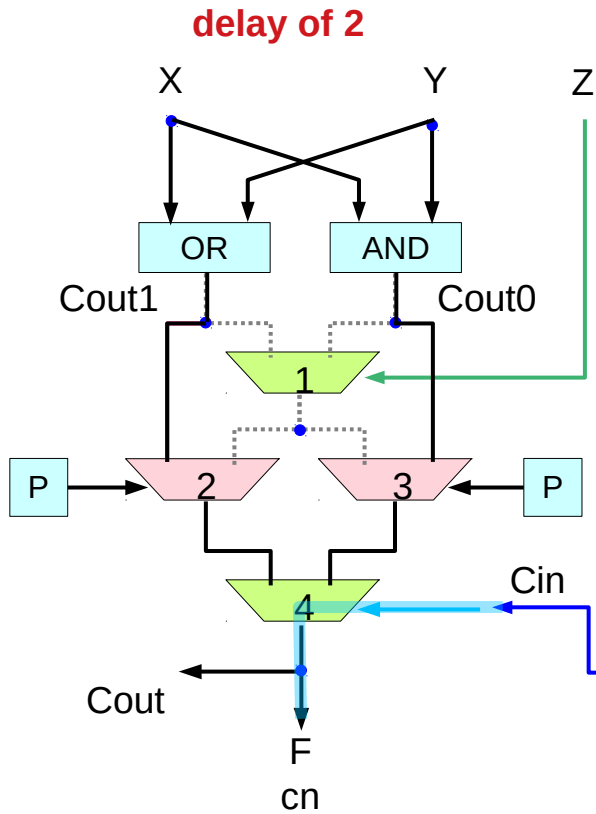 delay of 2
X Y Z
OR AND
Cout1 Cout0
1
P 2 3 P
Cin
4
Cout
F
cn